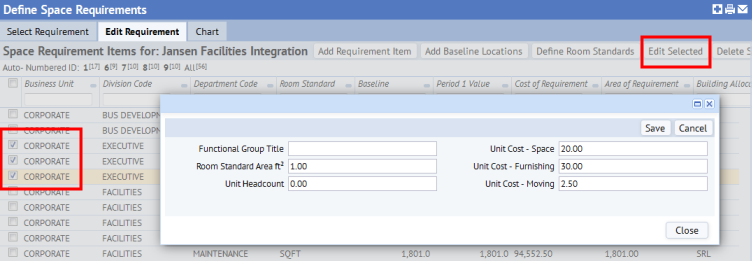 Define Space Requirements
Select Requirement Edit Requirement Chart
Space Requirement Items for: Jansen Facilities Integration Add Requirement Item Add Baseline Locations Define Room Standards Edit Selected Delete S
Auto- Numbered ID: 1[17] 6[9] 7[10] 8[10] 9[10] All[56]
Business Unit Division Code Department Code Room Standard Baseline Period 1 Value Cost of Requirement Area of Requirement Building Alloc
CORPORATE BUS DEVELOPM
CORPORATE BUS DEVELOPM
CORPORATE EXECUTIVE
CORPORATE EXECUTIVE
CORPORATE EXECUTIVE
CORPORATE FACILITIES
CORPORATE FACILITIES
CORPORATE FACILITIES
CORPORATE FACILITIES
CORPORATE FACILITIES MAINTENANCE SQFT 1,801.0 1,801.0 94,552.50 1,801.00 SRL
Save Cancel
Functional Group Title Unit Cost - Space 20.00
Room Standard Area ft² 1.00 Unit Cost - Furnishing 30.00
Unit Headcount 0.00 Unit Cost - Moving 2.50
Close